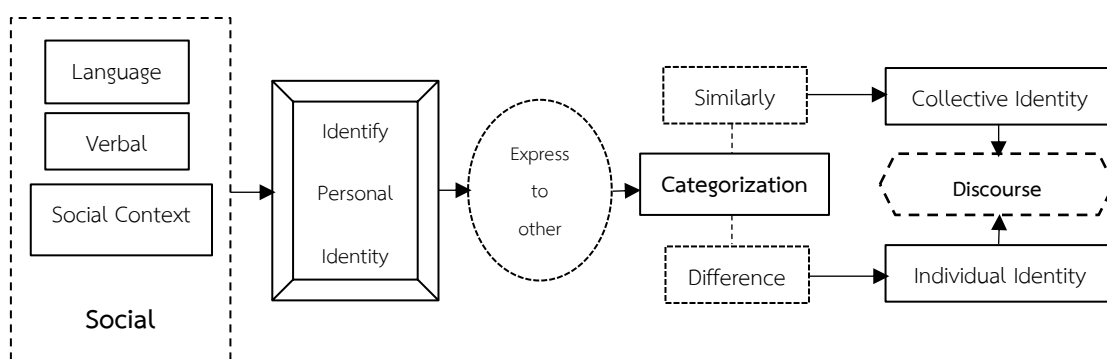 Language
Verbal
Social Context
Social
Identify
Personal
Identity
Express
to
other
Similarly
Categorization
Difference
Collective Identity
Discourse
Individual Identity